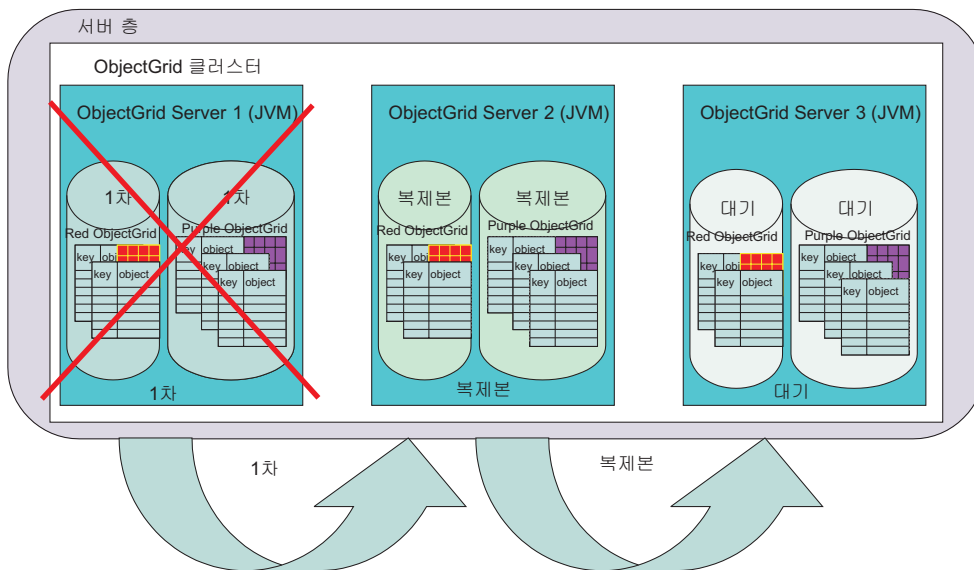 서버 층
ObjectGrid 클러스터
ObjectGrid Server 1 (JVM)
1차
1차
Red ObjectGrid
Purple ObjectGrid
key obj
key object
key object
key object
key object
1차
ObjectGrid Server 2 (JVM)
복제본
복제본
Red ObjectGrid
Purple ObjectGrid
key obj
key object
key object
key object
key object
복제본
ObjectGrid Server 3 (JVM)
대기
대기
Red ObjectGrid
Purple ObjectGrid
key obj
key object
key object
key object
key object
대기
1차
복제본